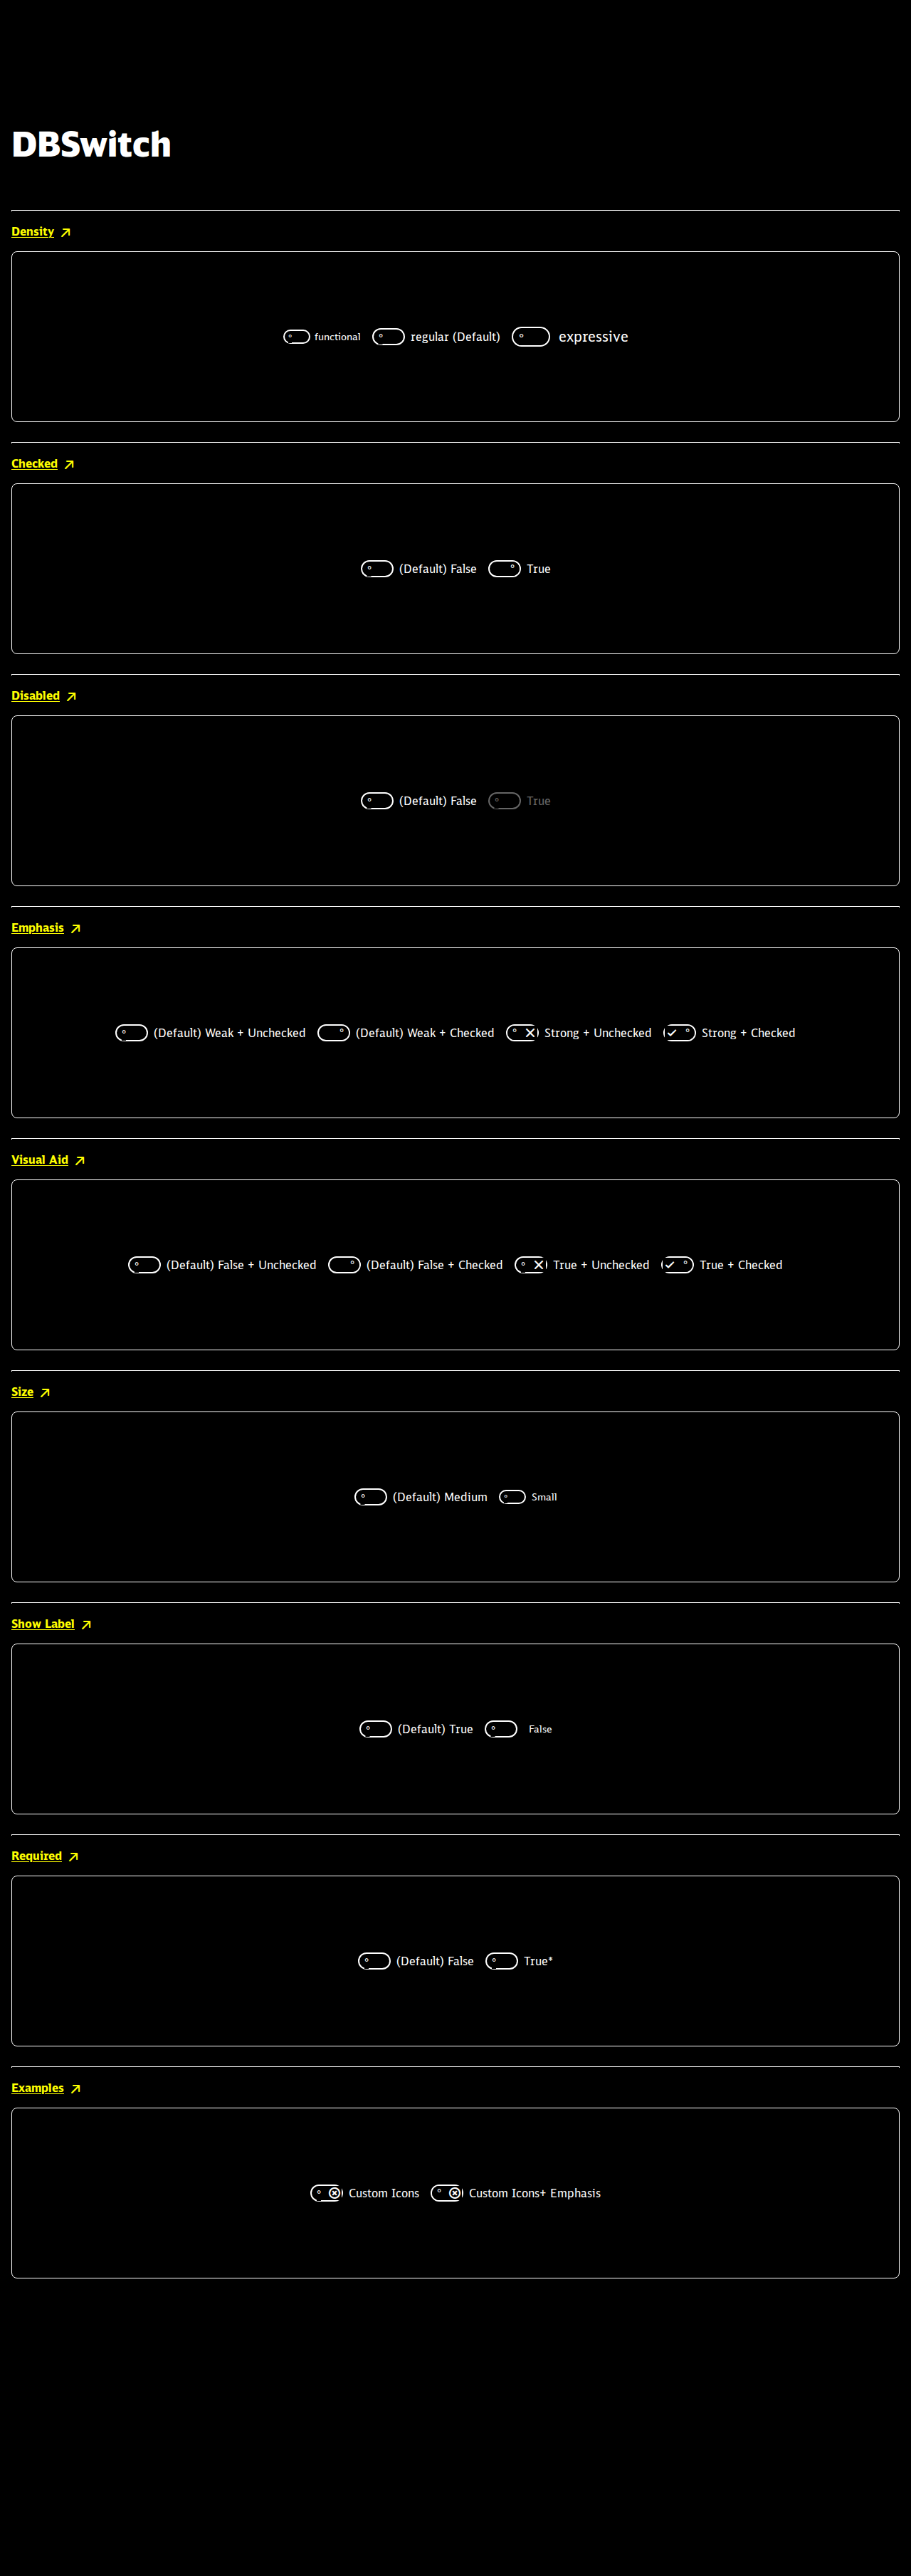 DBSwitch
Density
functional regular (Default) expressive
Checked
(Default) False True
Disabled
(Default) False True
Emphasis
(Default) Weak + Unchecked (Default) Weak + Checked Strong + Unchecked Strong + Checked
Visual Aid
(Default) False + Unchecked (Default) False + Checked True + Unchecked True + Checked
Size
(Default) Medium Small
Show Label
(Default) True False
Required
(Default) False True*
Examples
Custom Icons Custom Icons+ Emphasis